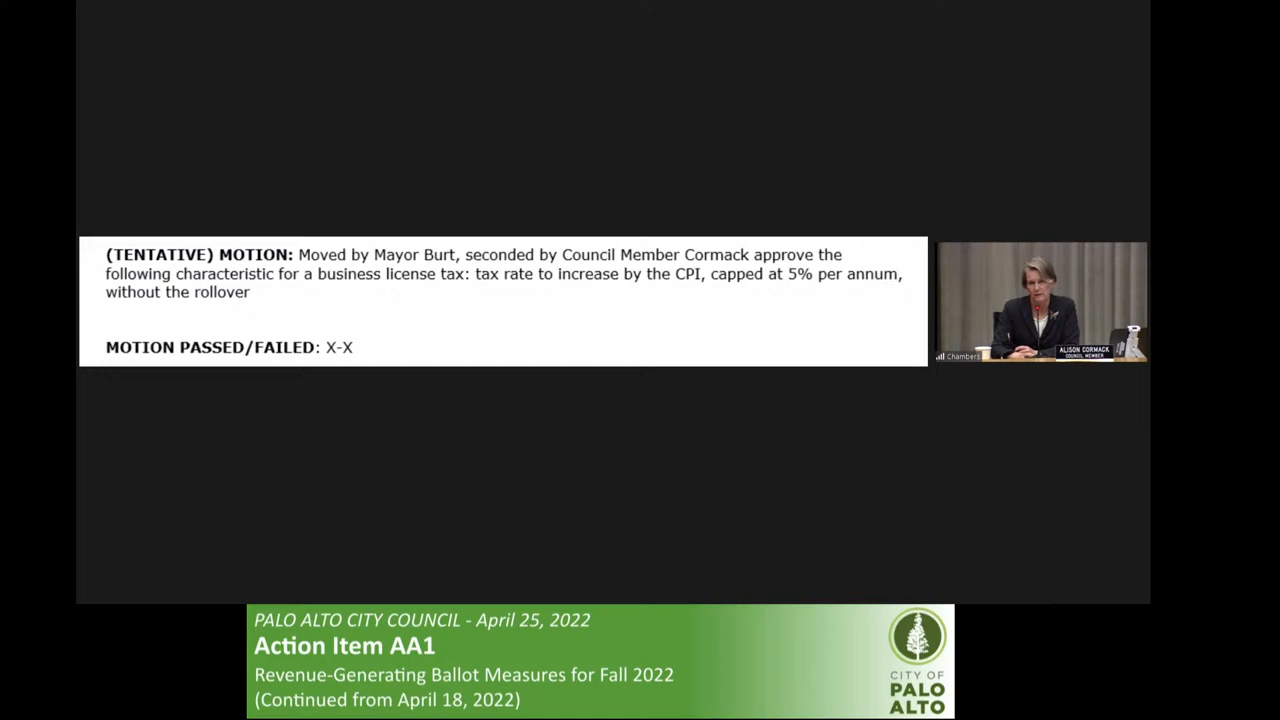 (TENTATIVE) MOTION: Moved by Mayor Burt, seconded by Council Member Cormack approve the
following characteristic for a business license tax: tax rate to increase by the CPI, capped at 5% per annum,
without the rollover
MOTION PASSED/FAILED: X-X
Chambers
ALISON CORMACK
COUNCIL MEMBER
PALO ALTO CITY COUNCIL - April 25, 2022
Action Item AA1
Revenue-Generating Ballot Measures for Fall 2022
(Continued from April 18, 2022)
CITY OF
PALO
ALTO